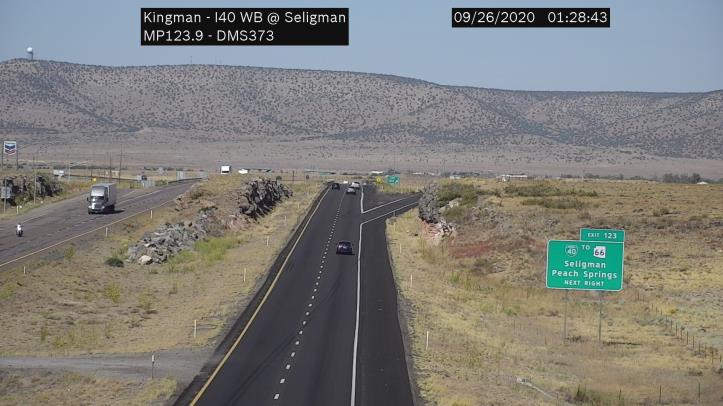 Kingman - I40 WB @ Seligman
MP123.9 - DMS373
09/26/2020 01:28:43
EXIT 123
40 TO 66
Seligman
Peach Springs
NEXT RIGHT